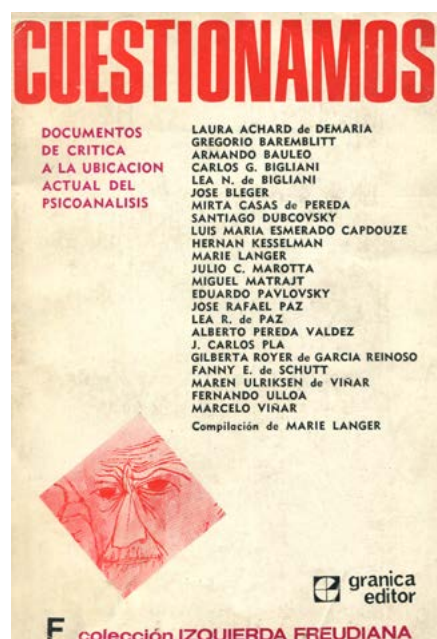 CUESTIONAMOS
DOCUMENTOS
DE CRITICA
A LA UBICACION
ACTUAL DEL
PSICOANALISIS
LAURA ACHARD de DEMARIA
GREGORIO BAREMBLITT
ARMANDO BAULEO
CARLOS G. BIGLIANI
LEA N. de BIGLIANI
JOSE BLEGER
MIRTA CASAS de PEREDA
SANTIAGO DUBCOVSKY
LUIS MARIA ESMERADO CAPDOUZE
HERNAN KESSELMAN
MARIE LANGER
JULIO C. MAROTTA
MIGUEL MATRAJT
EDUARDO PAVLOVSKY
JOSE RAFAEL PAZ
LEA R. de PAZ
ALBERTO PEREDA VALDEZ
J. CARLOS PLA
GILBERTA ROYER de GARCIA REINOSO
FANNY E. de SCHUTT
MAREN ULRIKSEN de VIÑAR
FERNANDO ULLOA
MARCELO VIÑAR
Compilación de MARIE LANGER
granica
editor
F colección IZQUIERDA FREUDIANA